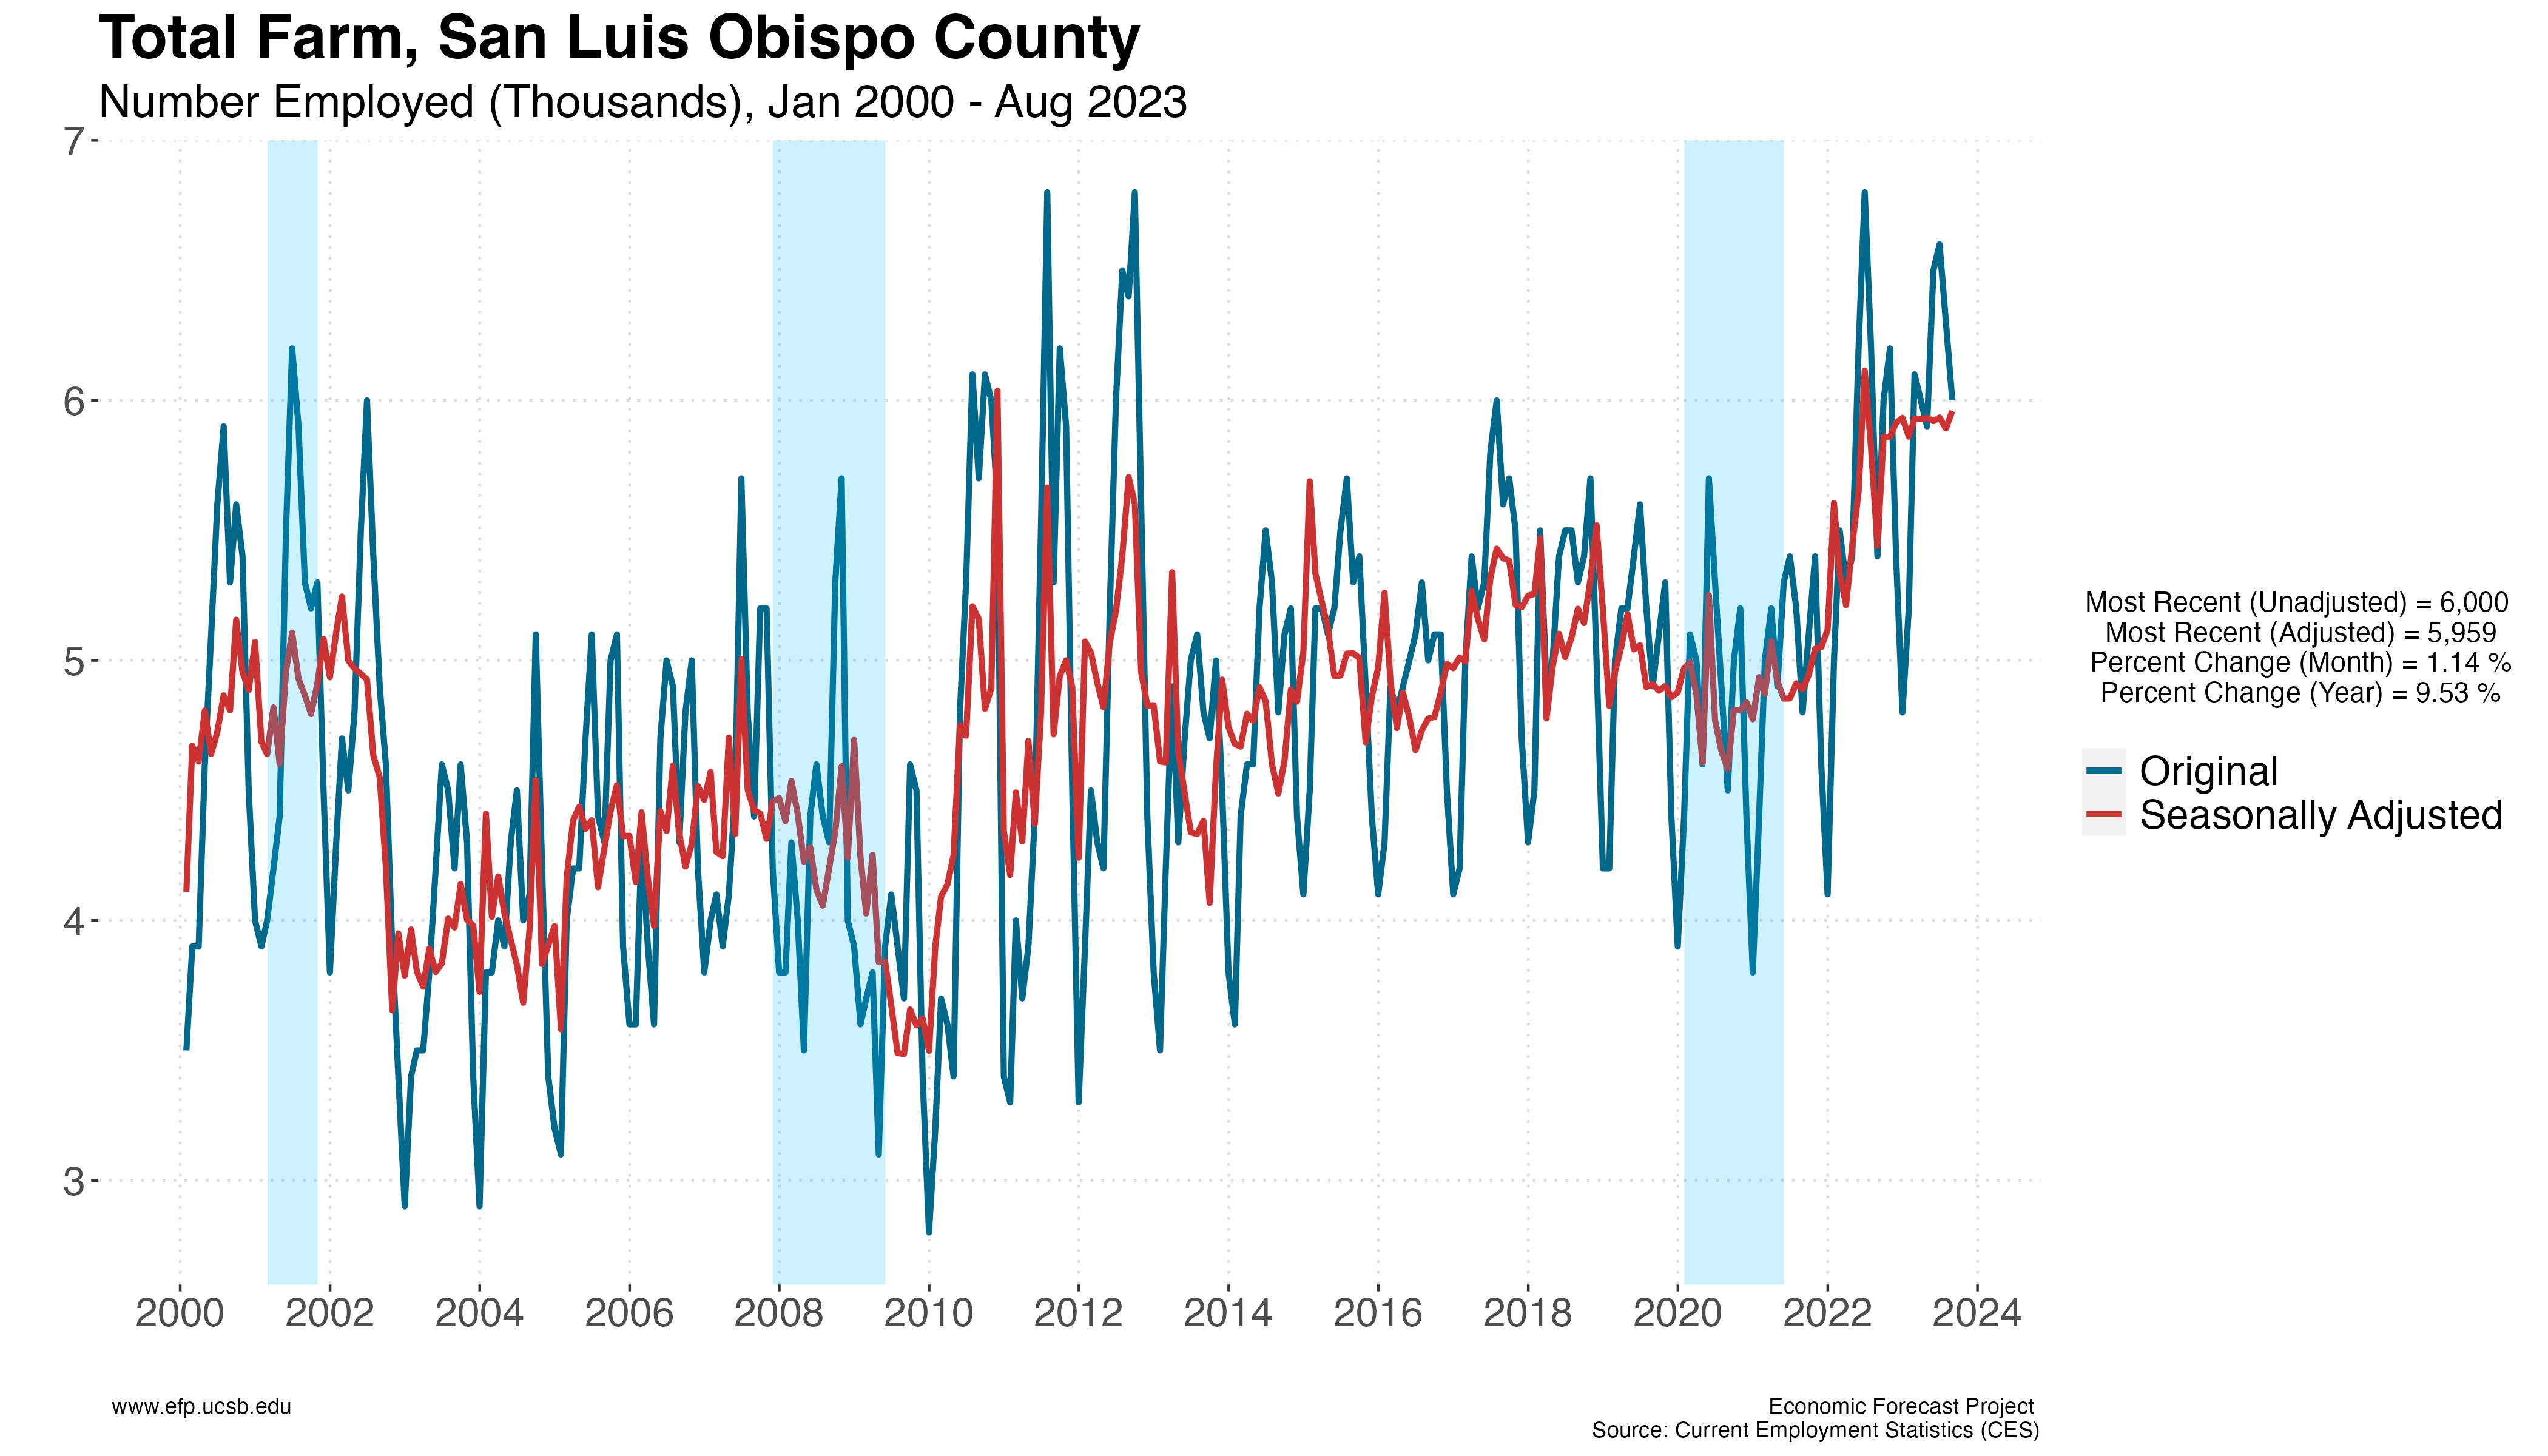 Total Farm, San Luis Obispo County
Number Employed (Thousands), Jan 2000 - Aug 2023
7
6
5
4
3
2000 2002 2004 2006 2008 2010 2012 2014 2016 2018 2020 2022 2024
Most Recent (Unadjusted) = 6,000
Most Recent (Adjusted) = 5,959
Percent Change (Month) = 1.14 %
Percent Change (Year) = 9.53 %
Original
Seasonally Adjusted
www.efp.ucsb.edu
Economic Forecast Project
Source: Current Employment Statistics (CES)